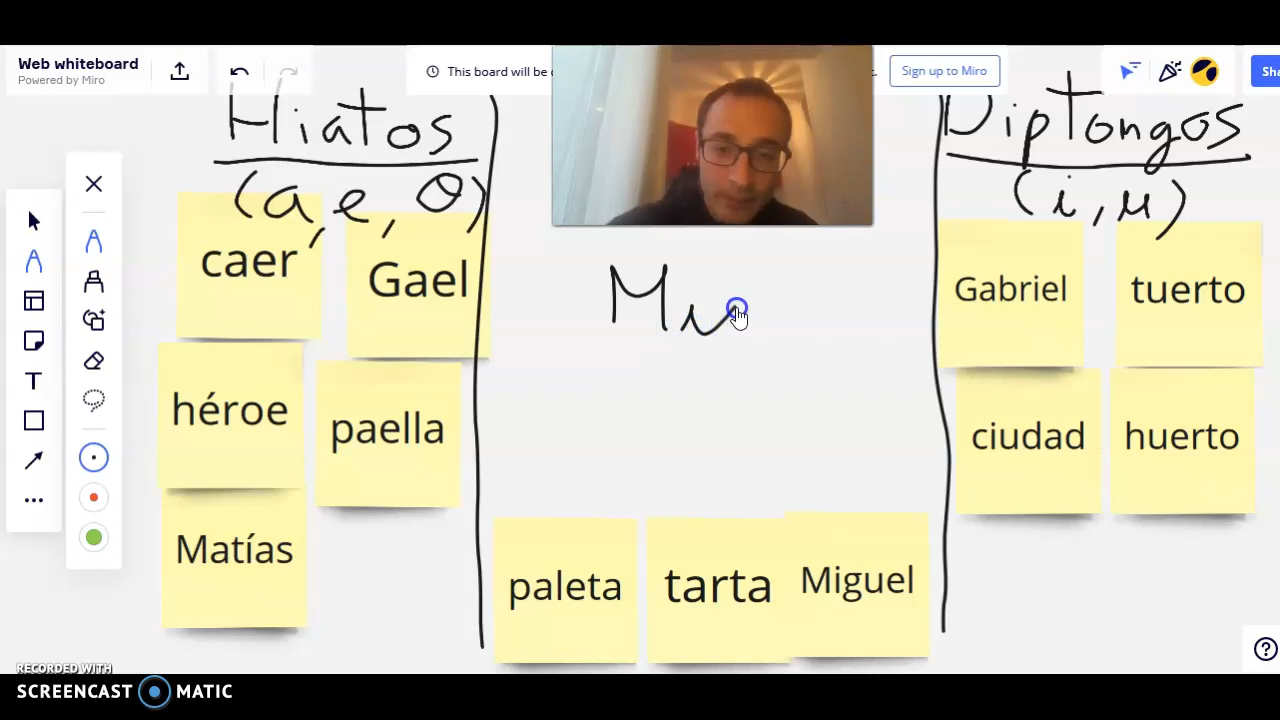 Web whiteboard
Powered by Miro
This board will be
Sign up to Miro
Hiatos
(a, e, o)
Diptongos
(i, u)
caer
Gael
héroe
paella
Matías
Mu
Gabriel
tuerto
ciudad
huerto
paleta
tarta
Miguel
T
?
RECORDED WITH
SCREENCAST MATIC